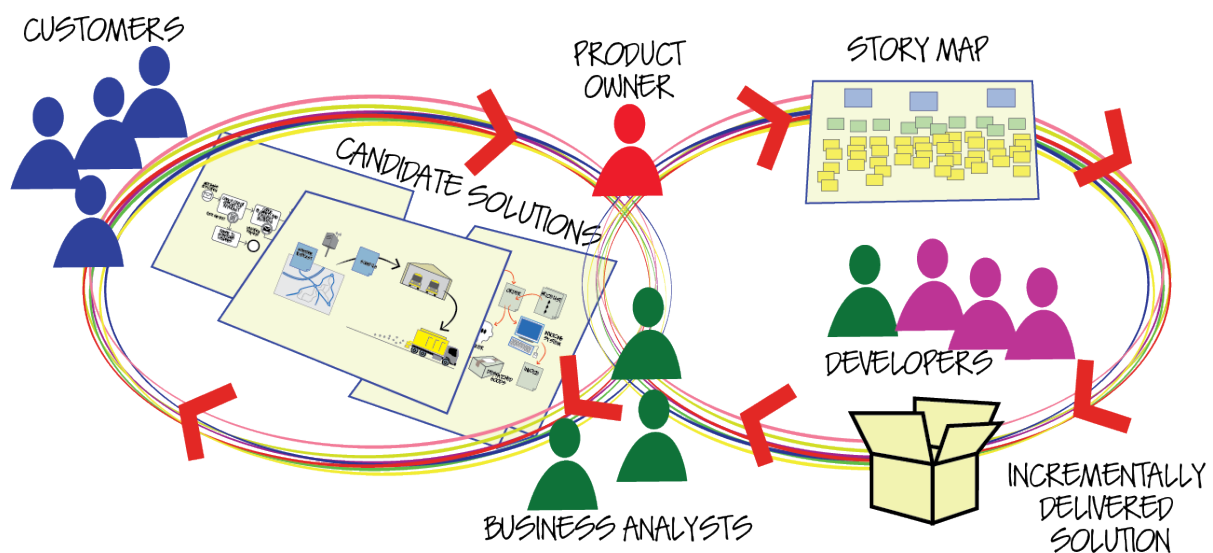 CUSTOMERS
PRODUCT
OWNER
STORY MAP
CANDIDATE SOLUTIONS
DEVELOPERS
BUSINESS ANALYSTS
INCREMENTALLY
DELIVERED
SOLUTION